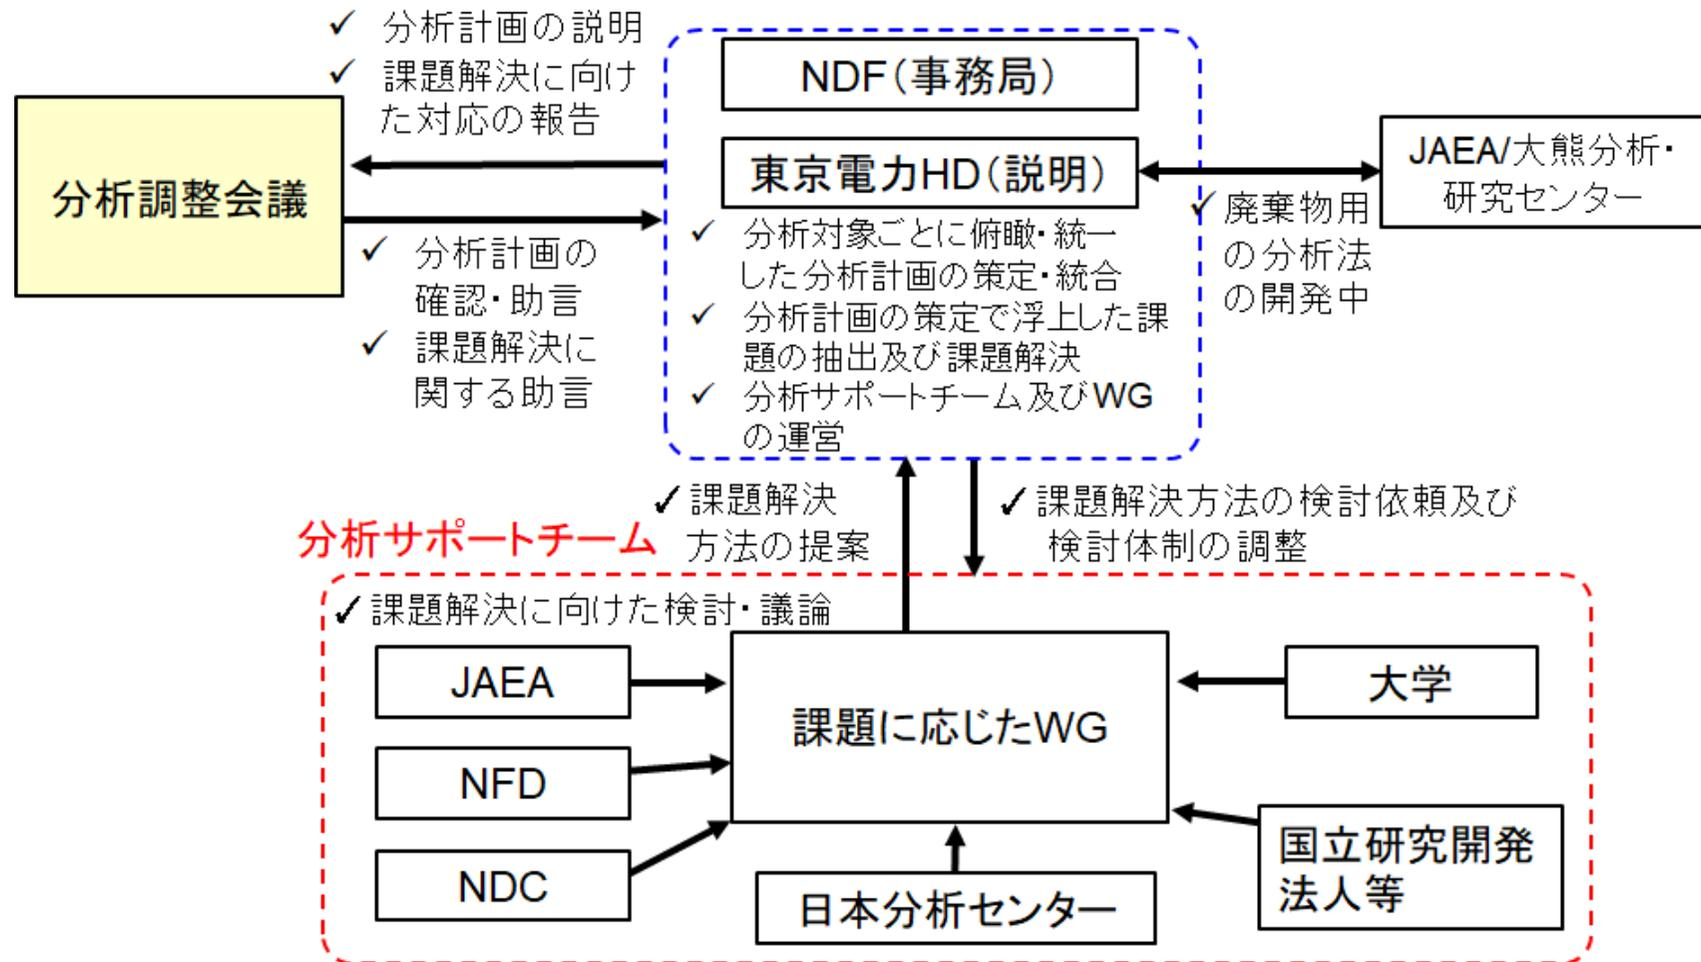 ✓ 分析計画の説明
✓ 課題解決に向け
た対応の報告
分析調整会議
✓ 分析計画の
確認・助言
✓ 課題解決に
関する助言
NDF(事務局)
東京電力HD(説明)
✓ 分析対象ごとに俯瞰・統一
した分析計画の策定・統合
✓ 分析計画の策定で浮上した課
題の抽出及び課題解決
✓ 分析サポートチーム及びWG
の運営
JAEA/大熊分析・
研究センター
✓ 廃棄物用
の分析法
の開発中
✓ 課題解決
方法の提案
✓ 課題解決方法の検討依頼及び
検討体制の調整
分析サポートチーム
✓ 課題解決に向けた検討・議論
JAEA
NFD
NDC
課題に応じたWG
日本分析センター
大学
国立研究開発
法人等